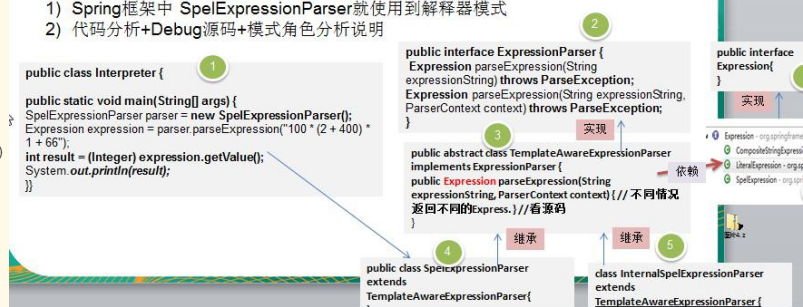 1) Spring框架中 SpelExpressionParser就使用到解释器模式
2) 代码分析+Debug源码+模式角色分析说明
1
public class Interpreter {
public static void main(String[] args) {
SpelExpressionParser parser = new SpelExpressionParser();
Expression expression = parser.parseExpression("100 * (2 + 400) *
1 + 66");
int result = (Integer) expression.getValue();
System.out.println(result);
}}
2
public interface ExpressionParser {
Expression parseExpression(String
expressionString) throws ParseException;
Expression parseExpression(String expressionString,
ParserContext context) throws ParseException;
}
实现
3
public abstract class TemplateAwareExpressionParser
implements ExpressionParser {
public Expression parseExpression(String
expressionString, ParserContext context){ // 不同情况
返回不同的Express. }//看源码
}
依赖
继承
继承
4
public class SpelExpressionParser
extends
TemplateAwareExpressionParser{
5
class InternalSpelExpressionParser
extends
TemplateAwareExpressionParser {
public interface
Expression{
}
实现
Expression - org.springframe
CompositeStringExpressi
LiteralExpression - org.sp
SpelExpression - org.spri